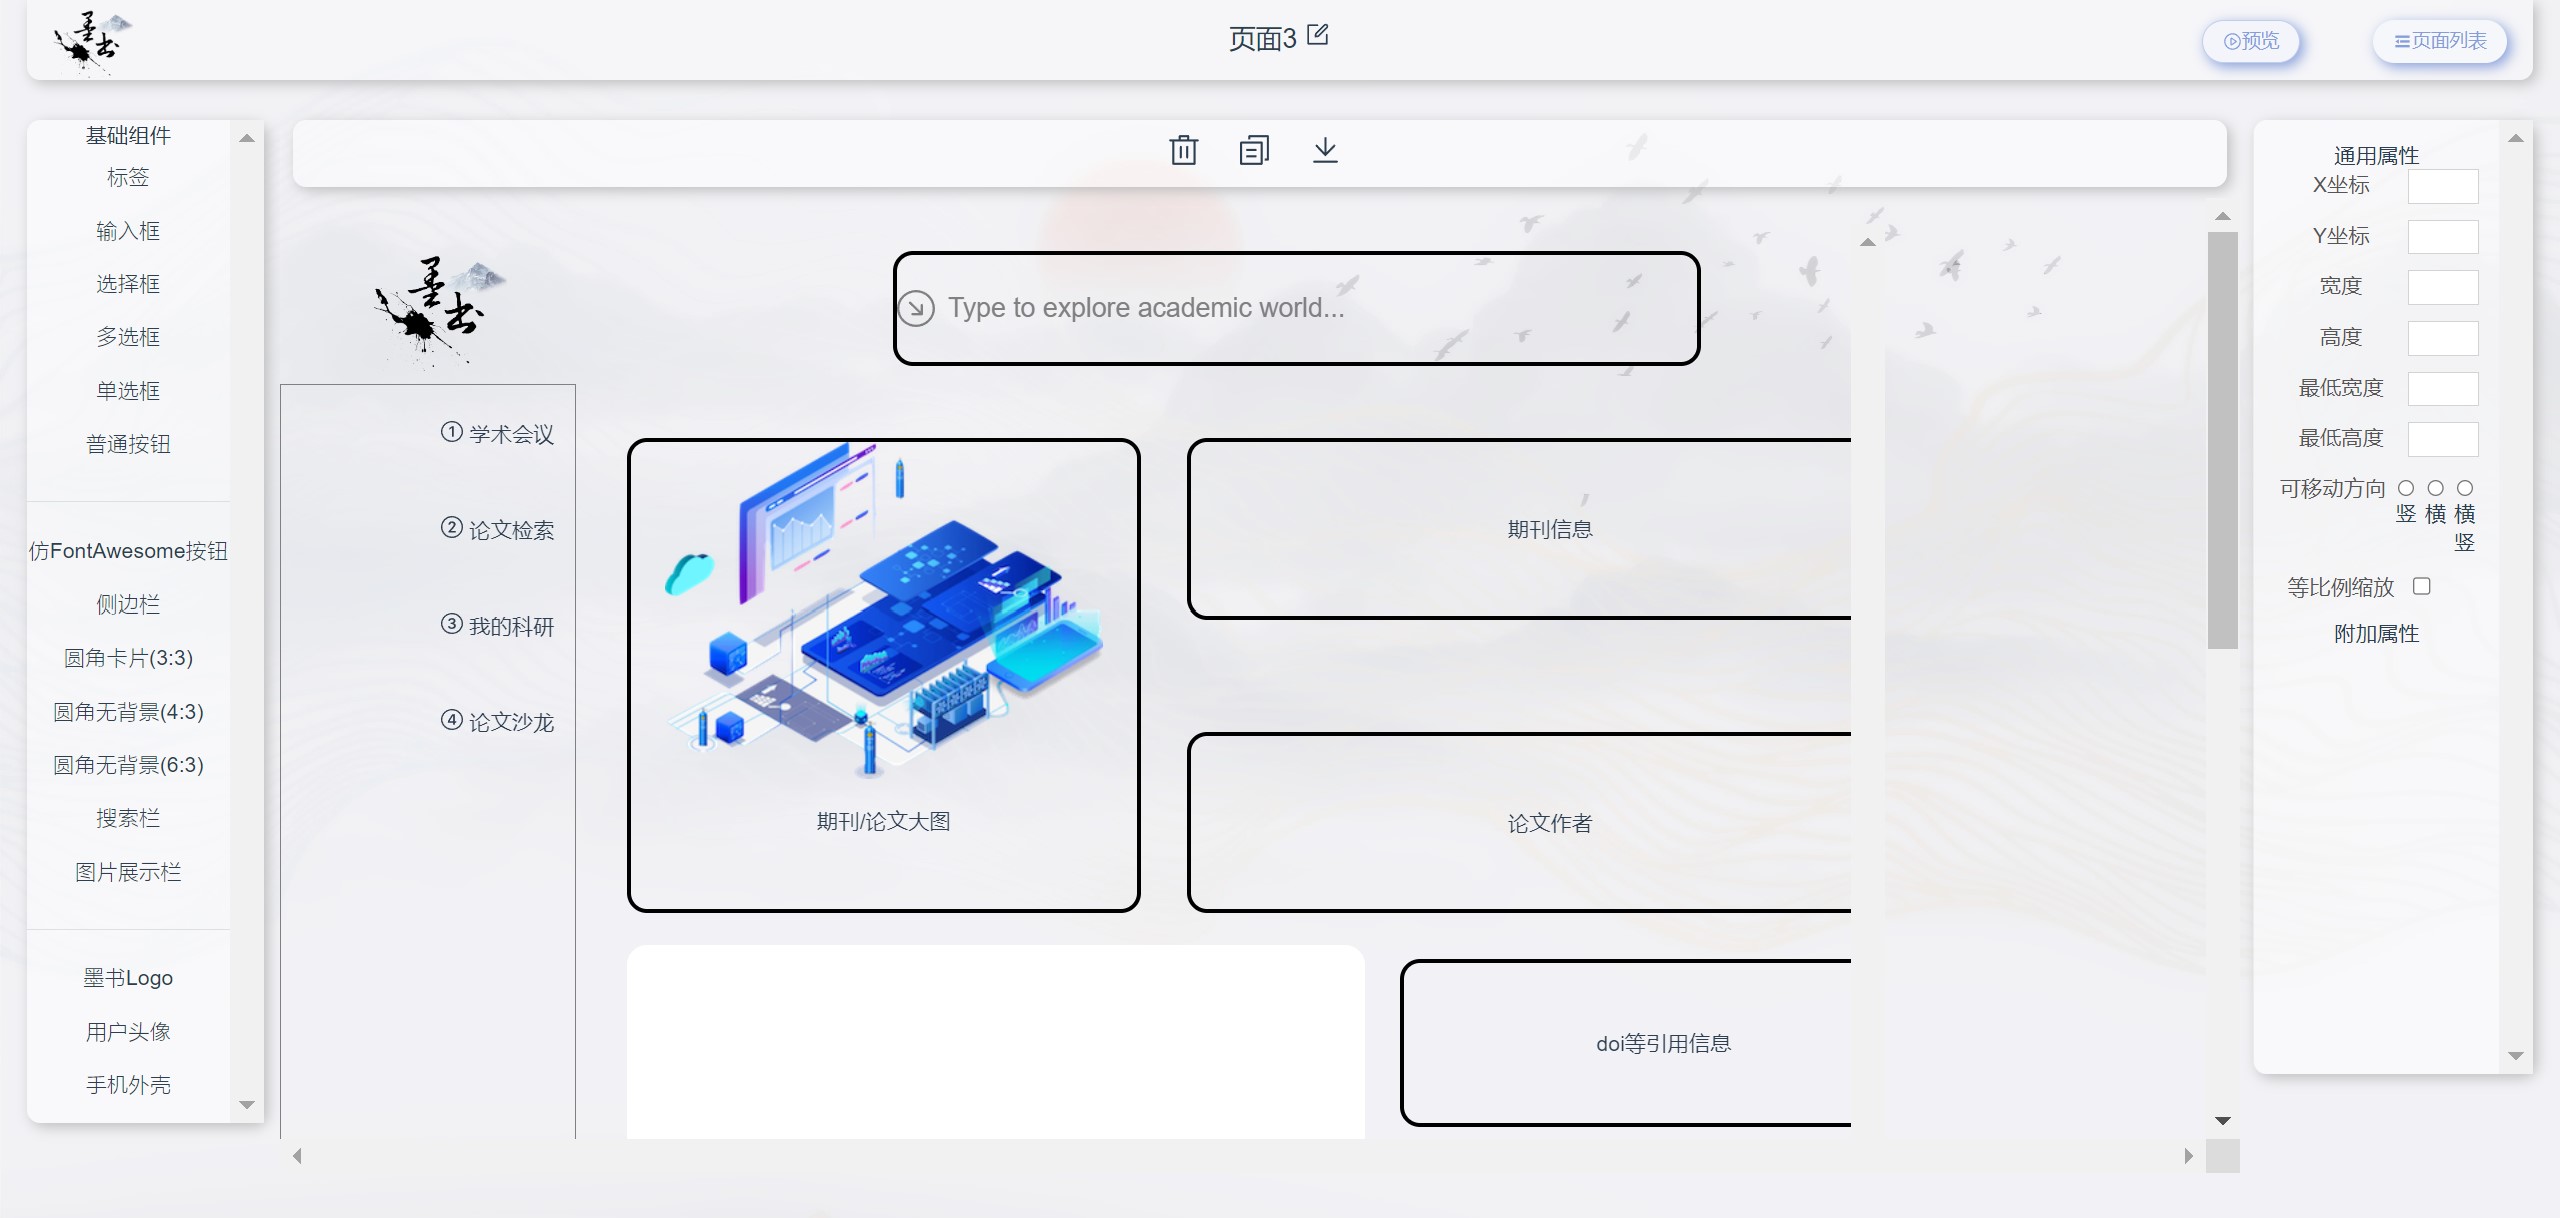 墨书
页面3
预览
页面列表
基础组件
标签
输入框
选择框
多选框
单选框
普通按钮
仿FontAwesome按钮
侧边栏
圆角卡片(3:3)
圆角无背景(4:3)
圆角无背景(6:3)
搜索栏
图片展示栏
墨书Logo
用户头像
手机外壳
墨书
Type to explore academic world...
① 学术会议
② 论文检索
③ 我的科研
④ 论文沙龙
期刊/论文大图
期刊信息
论文作者
doi等引用信息
通用属性
X坐标
Y坐标
宽度
高度
最低宽度
最低高度
可移动方向
竖 横 横竖
等比例缩放
附加属性